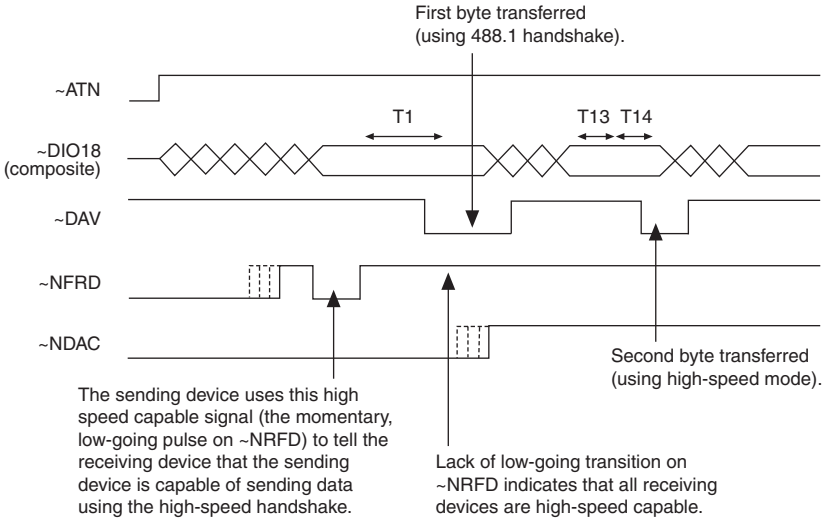 First byte transferred
(using 488.1 handshake).
~ATN
T1
T13
T14
~DIO18
(composite)
~DAV
~NFRD
~NDAC
Second byte transferred
(using high-speed mode).
The sending device uses this high
speed capable signal (the momentary,
low-going pulse on ~NRFD) to tell the
receiving device that the sending
device is capable of sending data
using the high-speed handshake.
Lack of low-going transition on
~NRFD indicates that all receiving
devices are high-speed capable.